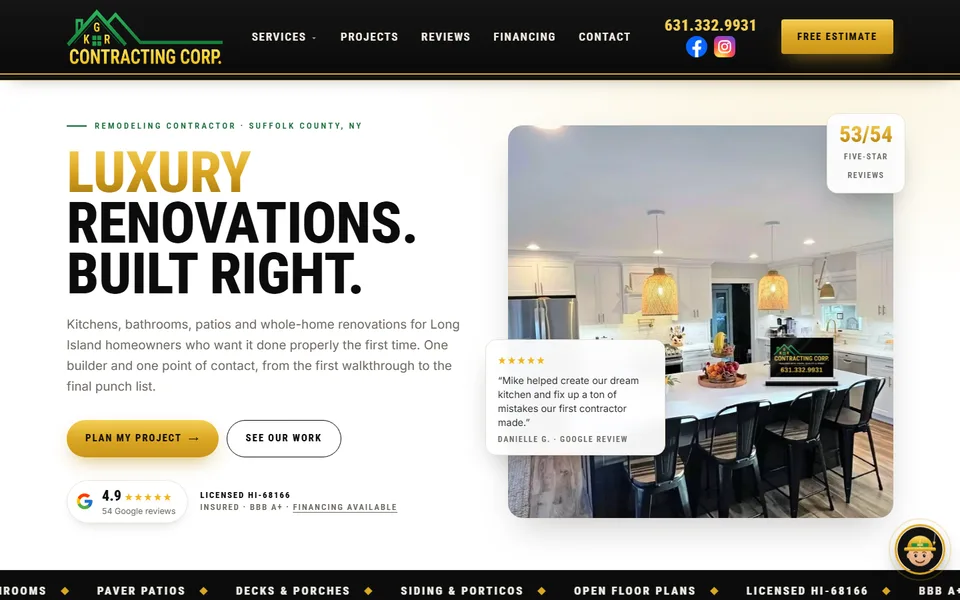 G
K R
CONTRACTING CORP.
SERVICES
PROJECTS
REVIEWS
FINANCING
CONTACT
631.332.9931
FREE ESTIMATE
REMODELING CONTRACTOR · SUFFOLK COUNTY, NY
LUXURY
RENOVATIONS.
BUILT RIGHT.
Kitchens, bathrooms, patios and whole-home renovations for Long
Island homeowners who want it done properly the first time. One
builder and one point of contact, from the first walkthrough to the
final punch list.
PLAN MY PROJECT →
SEE OUR WORK
4.9 ★★★★★
54 Google reviews
LICENSED HI-68166
INSURED · BBB A+ · FINANCING AVAILABLE
53/54
FIVE-STAR
REVIEWS
CONTRACTING CORP.
631.332.9931
★★★★★
“Mike helped create our dream
kitchen and fix up a ton of
mistakes our first contractor
made.”
DANIELLE G. · GOOGLE REVIEW
ROOMS ◆ PAVER PATIOS ◆ DECKS & PORCHES ◆ SIDING & PORTICOS ◆ OPEN FLOOR PLANS ◆ LICENSED HI-68166 ◆ BBB A+